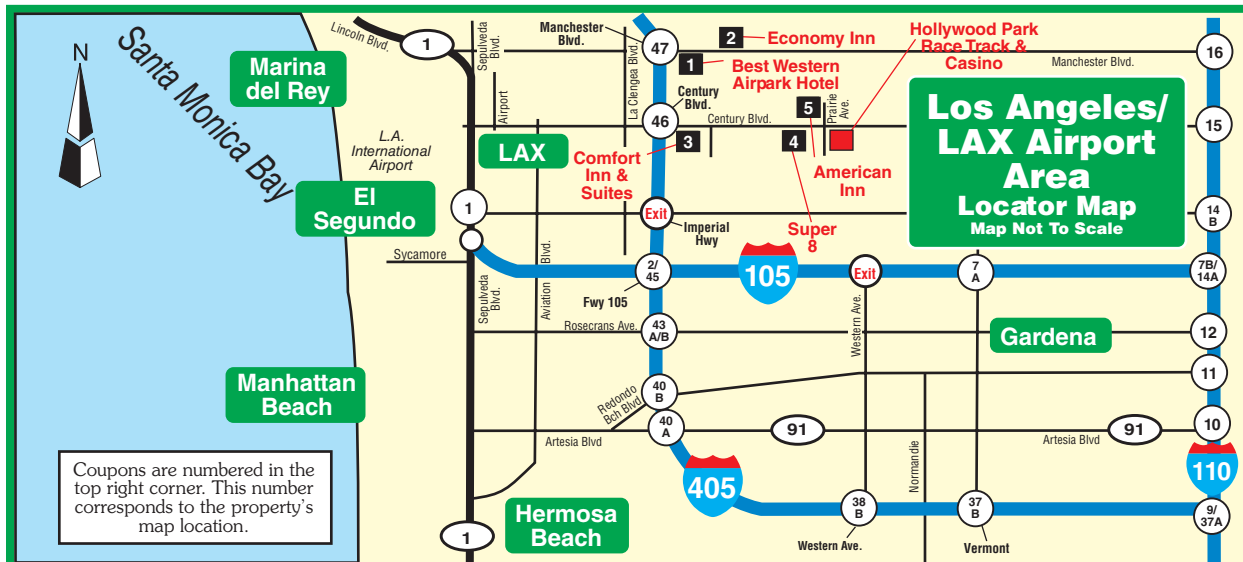 N
Santa Monica Bay
Lincoln Blvd.
1
Sepulveda
Blvd.
Manchester
Blvd.
47
La Clengea Blvd.
2
Economy Inn
1
Best Western
Airpark Hotel
Hollywood Park
Race Track &
Casino
Manchester Blvd.
16
Marina
del Rey
Airport
Century
Blvd.
46
Century Blvd.
5
Prairie
Ave.
15
Los Angeles/
LAX Airport
Area
Locator Map
Map Not To Scale
L.A.
International
Airport
LAX
3
4
Comfort
Inn &
Suites
American
Inn
Super
8
El
Segundo
1
Exit
Imperial
Hwy
14
B
Sycamore
Sepulveda
Blvd.
Aviation Blvd.
2/
45
Fwy 105
105
Exit
7
A
7B/
14A
Rosecrans Ave.
43
A/B
Western Ave.
Gardena
12
11
Manhattan
Beach
Redondo
Bch Blvd
40
B
40
A
Artesia Blvd
91
91
Artesia Blvd
10
Coupons are numbered in the
top right corner. This number
corresponds to the property's
map location.
405
Normandie
110
Hermosa
Beach
1
38
B
Western Ave.
37
B
Vermont
9/
37A